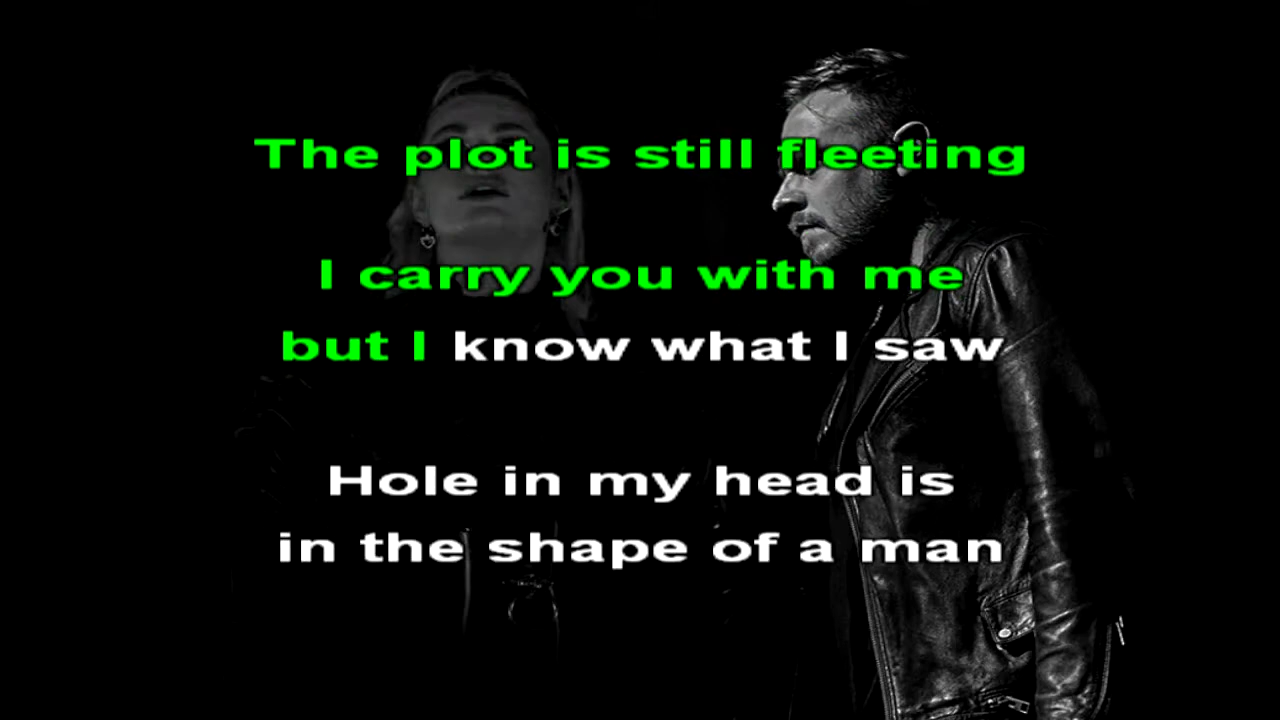 The plot is still fleeting
I carry you with me
but I know what I saw
Hole in my head is
in the shape of a man